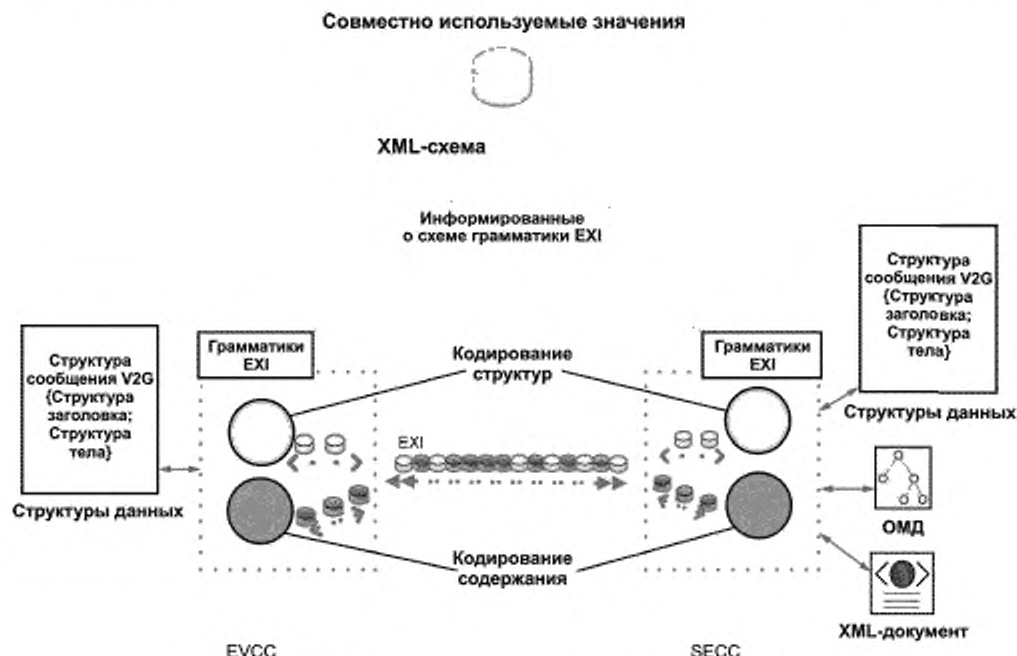 Совместно используемые значения
XML-схема
Информированные
о схеме грамматики EXI
Структура
сообщения V2G
{Структура
заголовка;
Структура
тела}
Структуры данных
Грамматики
EXI
Кодирование
структур
EXI
Кодирование
содержания
Грамматики
EXI
Структура
сообщения V2G
{Структура
заголовка;
Структура
тела}
Структуры данных
ОМД
XML-документ
EVCC
SECC